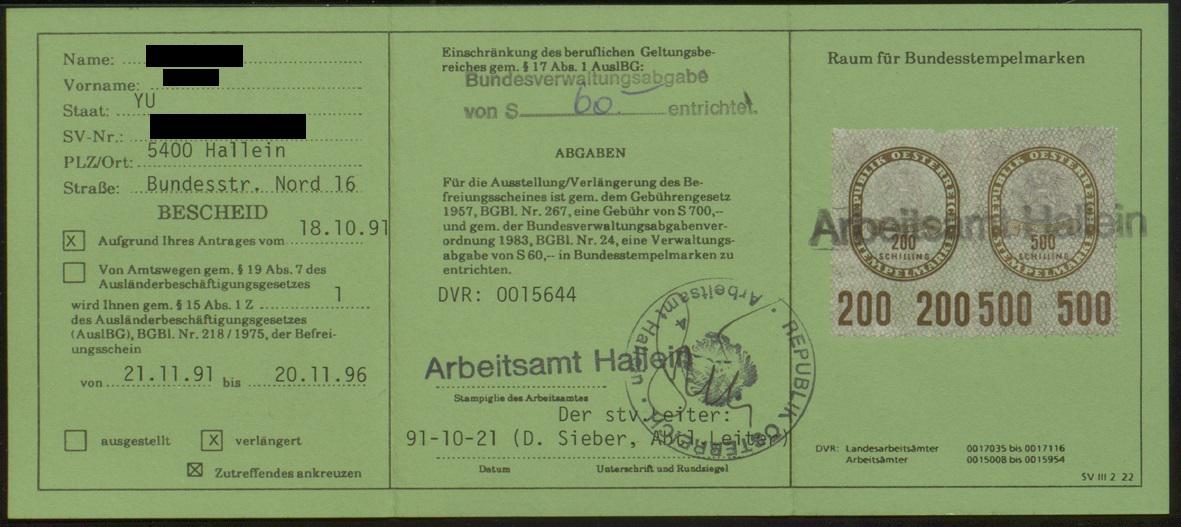 Name:
Vorname:
Staat: YU
SV-Nr.:
PLZ/Ort: 5400 Hallein
Straße: Bundesstr. Nord 16
BESCHEID
X Aufgrund Ihres Antrages vom 18.10.91
Von Amtswegen gem. § 19 Abs. 7 des
Ausländerbeschäftigungsgesetzes
wird Ihnen gem. § 15 Abs. 1 Z 1
des Ausländerbeschäftigungsgesetzes
(AuslBG), BGBl. Nr. 218/1975, der Befrei-
ungsschein
von 21.11.91 bis 20.11.96
ausgestellt X verlängert
Zutreffendes ankreuzen
Einschränkung des beruflichen Geltungsbe-
reiches gem. § 17 Abs. 1 AuslBG:
Bundesverwaltungsabgabe
von S 60.- entrichtet.
ABGABEN
Für die Ausstellung/Verlängerung des Be-
freiungsscheines ist gem. dem Gebührengesetz
1957, BGBl. Nr. 267, eine Gebühr von S 700,--
und gem. der Bundesverwaltungsabgabenver-
ordnung 1983, BGBl. Nr. 24, eine Verwaltungs-
abgabe von S 60,-- in Bundesstempelmarken zu
entrichten.
DVR: 0015644
Arbeitsamt Hallein
Stampiglie des Arbeitsamtes
Der stv.Leiter:
91-10-21 (D. Sieber, Abt.Leiter)
Datum Unterschrift und Rundsiegel
REPUBLIK ÖSTERREICH
Arbeitsamt Hallein
Raum für Bundesstempelmarken
REPUBLIK OESTERREICH REPUBLIK OESTERREICH
Arbeitsamt Hallein
200 500
SCHILLING SCHILLING
STEMPELMARKE STEMPELMARKE
200 200 500 500
DVR: Landesarbeitsämter 0017035 bis 0017116
Arbeitsämter 0015008 bis 0015954
SV III 2 22